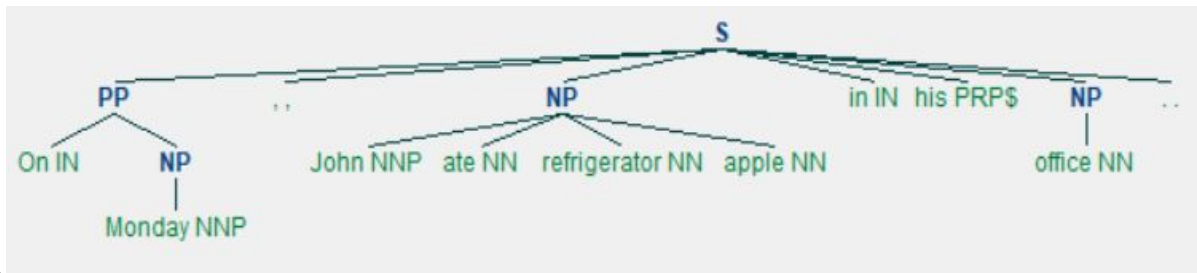 S
PP , , NP in IN his PRP$ NP . .
On IN NP John NNP ate NN refrigerator NN apple NN office NN
Monday NNP